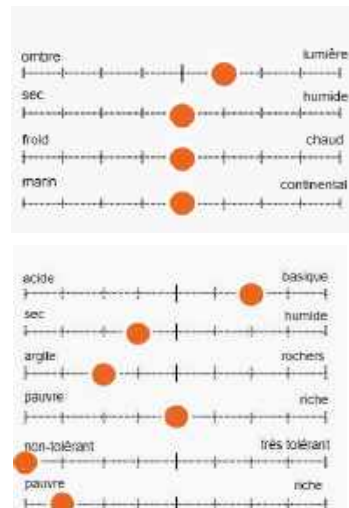 ombre lumière
sec humide
froid chaud
marin continental
acide basique
sec humide
argile rochers
pauvre riche
non-tolérant très tolérant
pauvre riche